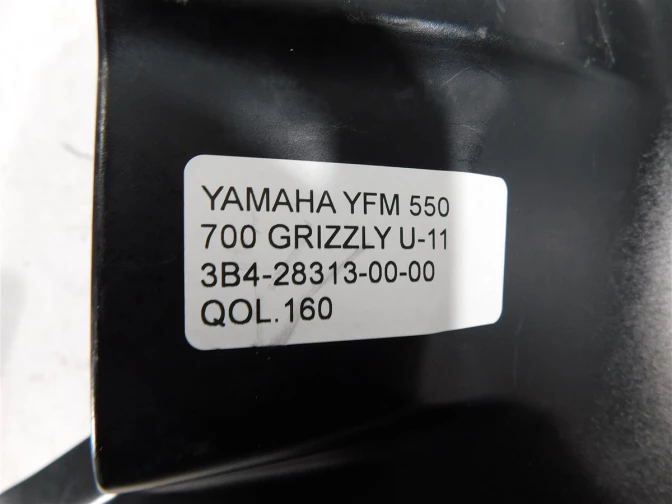 YAMAHA YFM 550
700 GRIZZLY U-11
3B4-28313-00-00
QOL.160